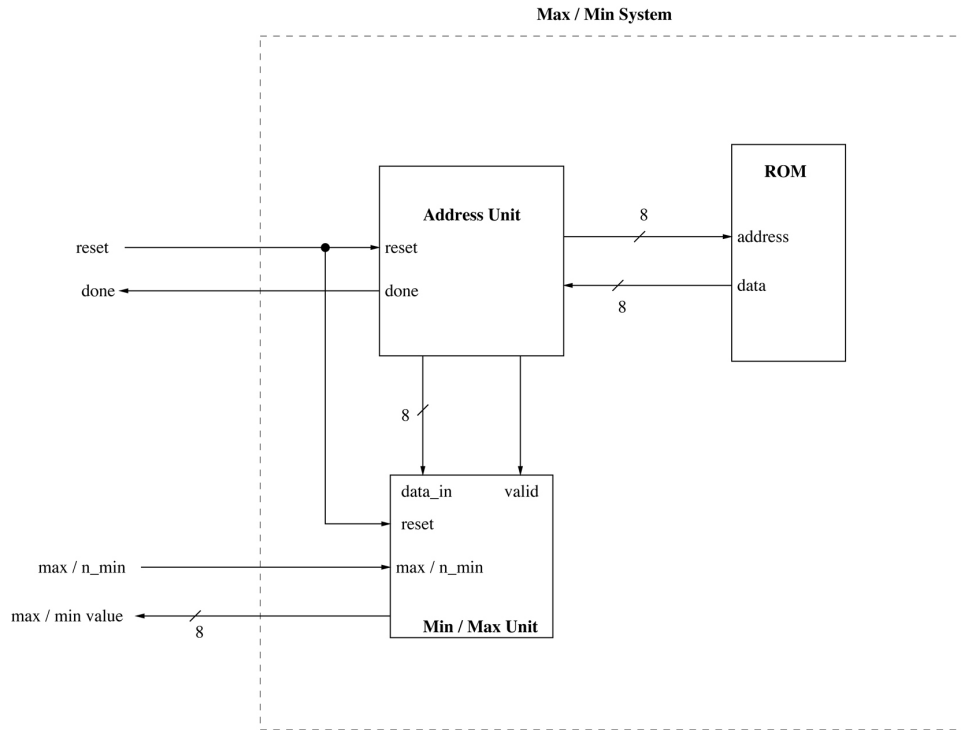 Max / Min System
ROM
Address Unit
8
address
reset
reset
done
done
data
8
8
data_in valid
reset
max / n_min
max / n_min
max / min value
8
Min / Max Unit